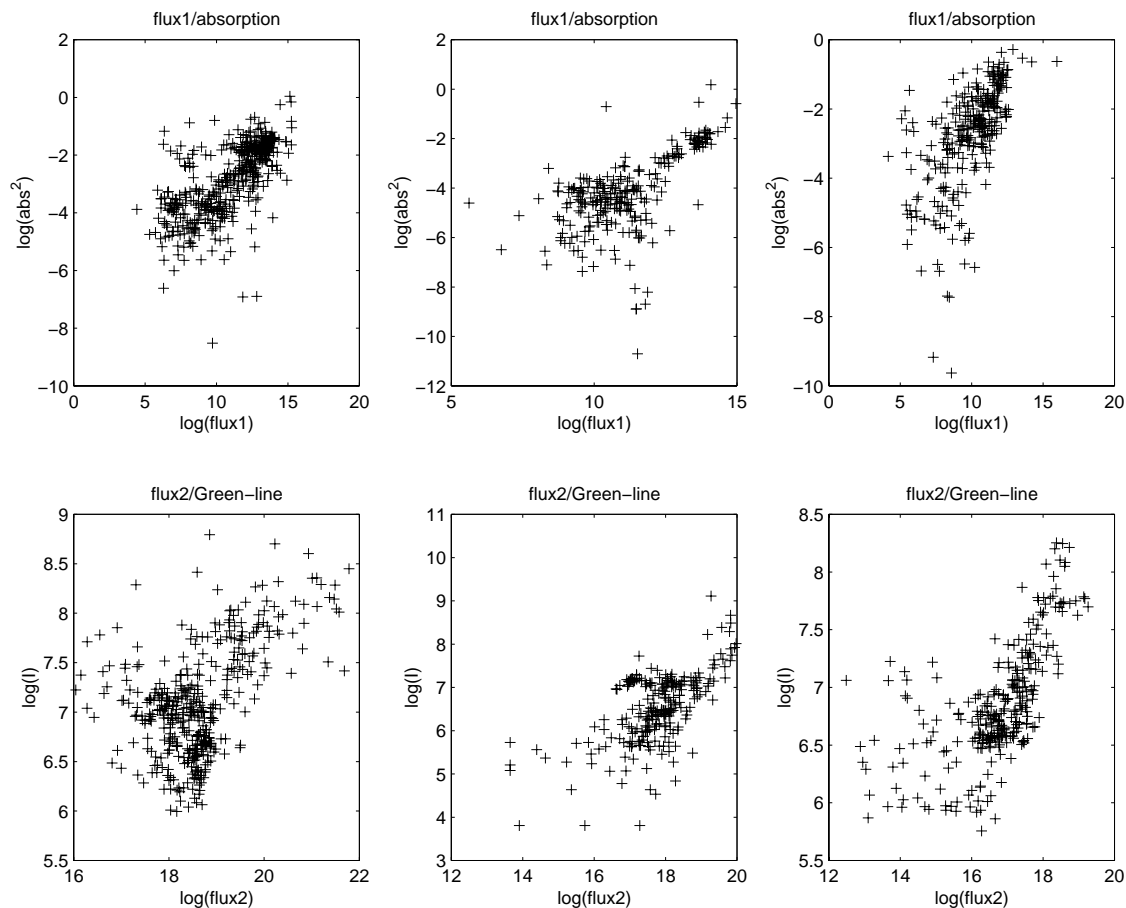 flux1/absorption
2
0
−2
−4
−6
−8
−10
0 5 10 15 20
log(abs²)
log(flux1)
flux1/absorption
2
0
−2
−4
−6
−8
−10
−12
5 10 15
log(abs²)
log(flux1)
flux1/absorption
0
−2
−4
−6
−8
−10
0 5 10 15 20
log(abs²)
log(flux1)
flux2/Green−line
9
8.5
8
7.5
7
6.5
6
5.5
16 18 20 22
log(I)
log(flux2)
flux2/Green−line
11
10
9
8
7
6
5
4
3
12 14 16 18 20
log(I)
log(flux2)
flux2/Green−line
8.5
8
7.5
7
6.5
6
5.5
12 14 16 18 20
log(I)
log(flux2)